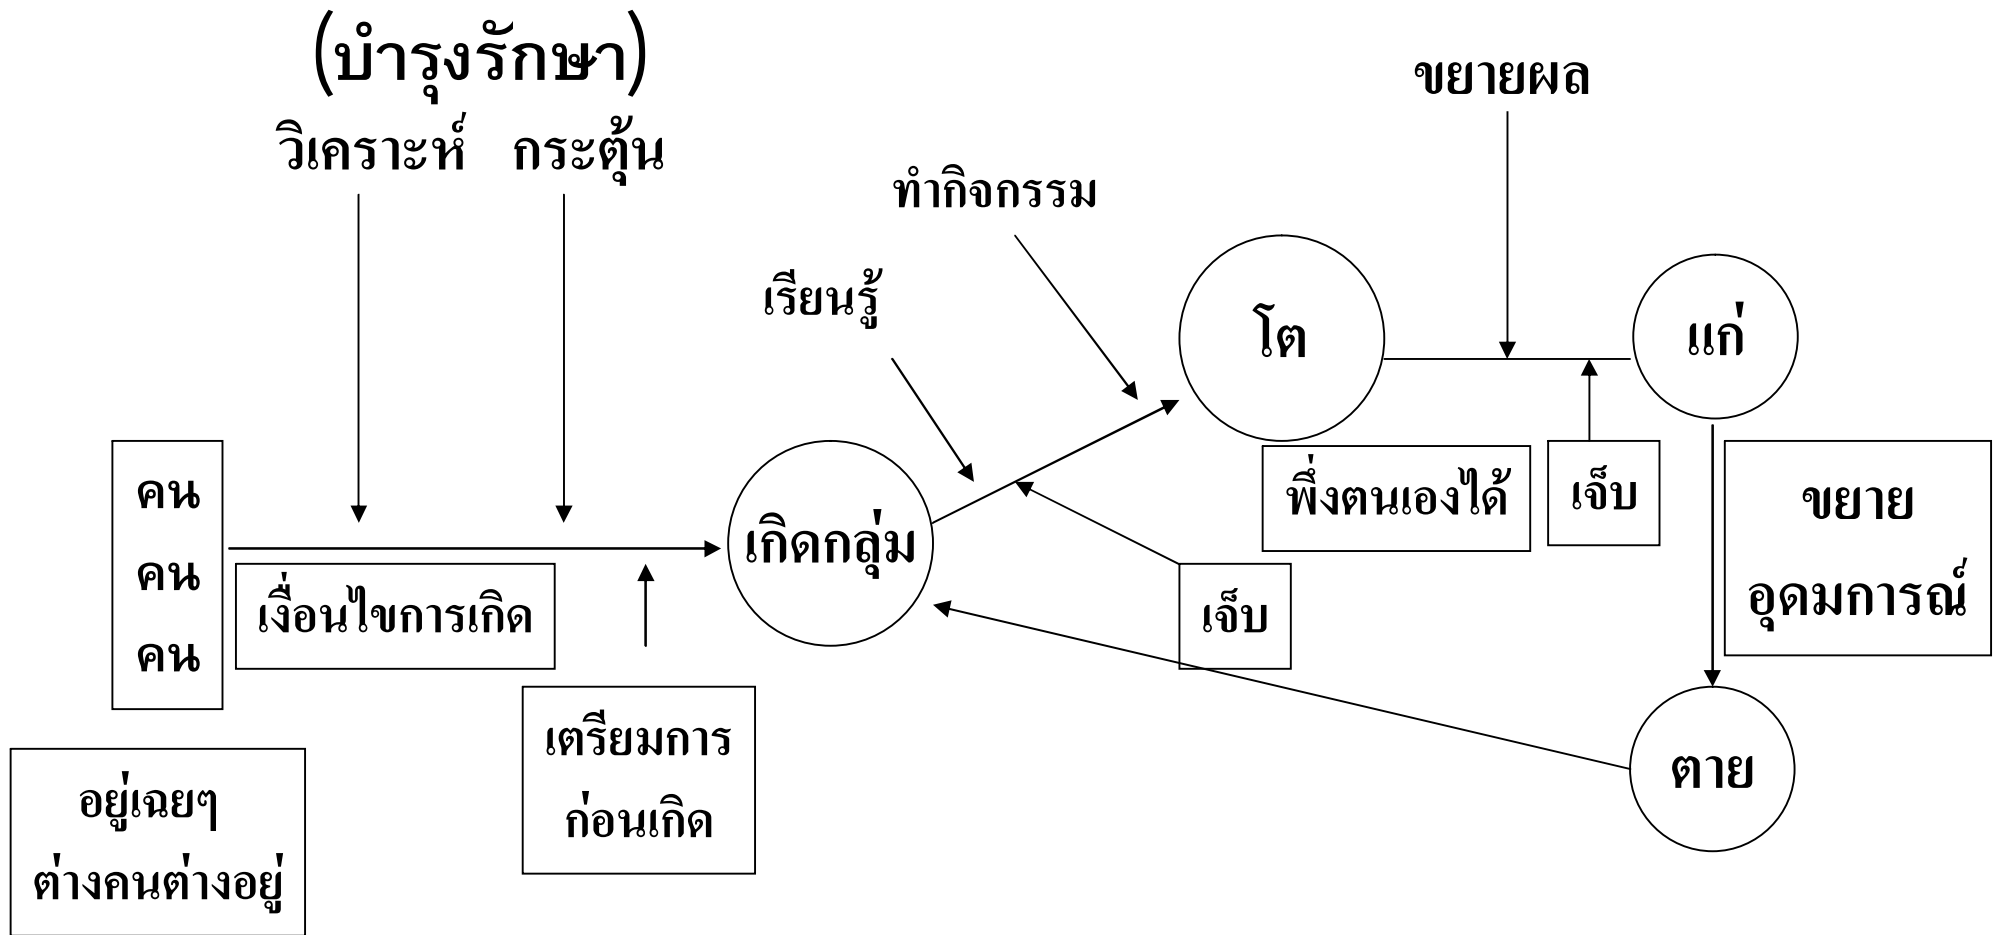 (บำรุงรักษา)
วิเคราะห์ กระตุ้น
ขยายผล
ทำกิจกรรม
เรียนรู้
โต
แก่
คน
คน
คน
เงื่อนไขการเกิด
เกิดกลุ่ม
พึ่งตนเองได้
เจ็บ
ขยาย
อุดมการณ์
เจ็บ
เตรียมการ
ก่อนเกิด
ตาย
อยู่เฉยๆ
ต่างคนต่างอยู่